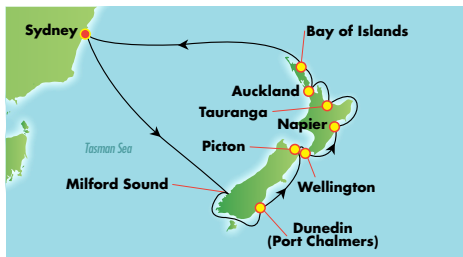 Sydney
Bay of Islands
Auckland
Tauranga
Napier
Tasman Sea
Picton
Milford Sound
Wellington
Dunedin
(Port Chalmers)